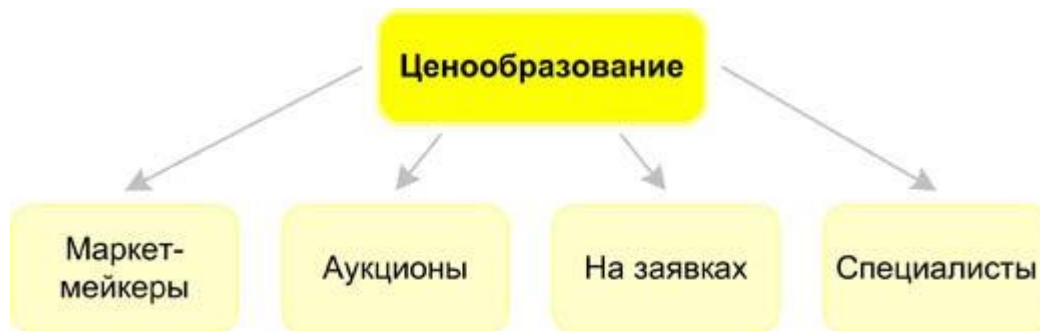 Ценообразование
Маркет-
мейкеры
Аукционы
На заявках
Специалисты